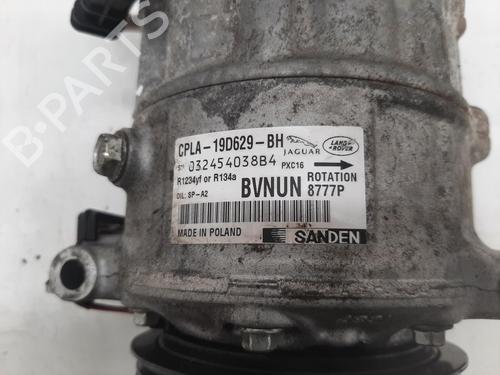 CPLA-19D629-BH
JAGUAR
LAND ROVER
032454038B4
PXC16
R1234yf or R134a
BVNUN
ROTATION
8777P
OIL: SP-A2
MADE IN POLAND
SANDEN
B-Parts